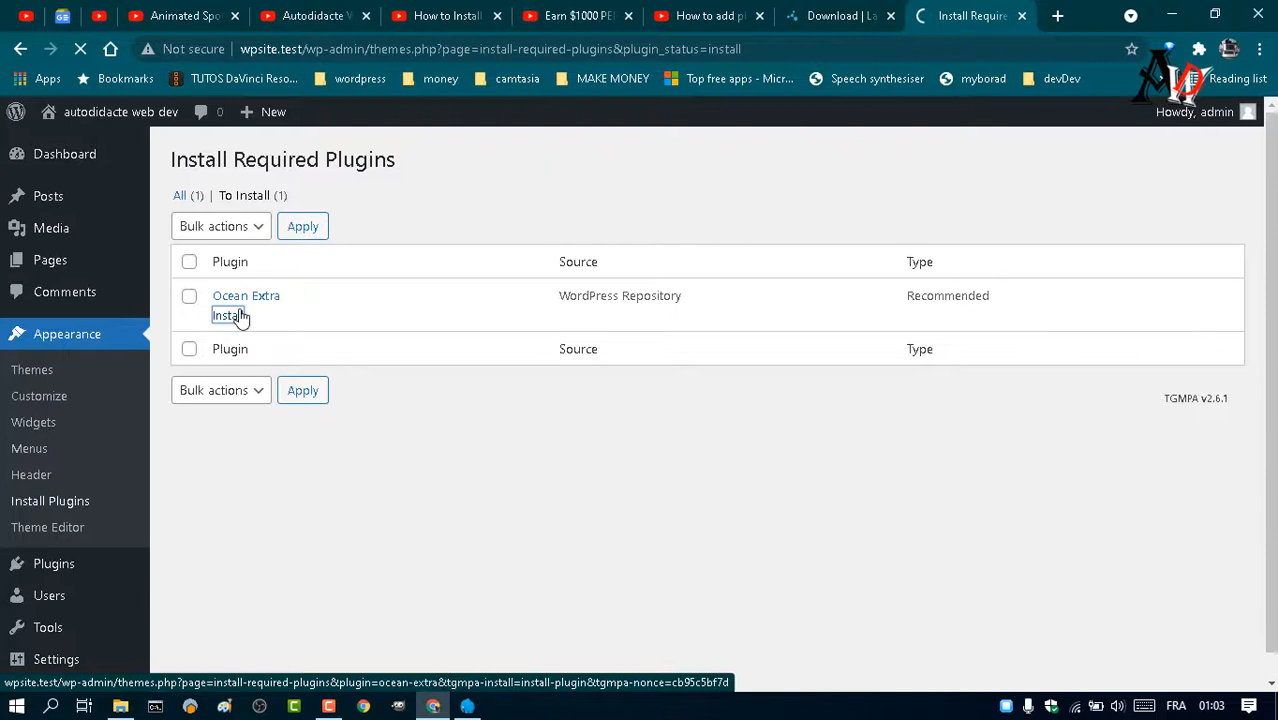 Animated Spo
Autodidacte V
How to Install
Earn $1000 PE
How to add pl
Download | La
Install Require
Not secure
wpsite.test/wp-admin/themes.php?page=install-required-plugins&plugin_status=install
Apps
Bookmarks
TUTOS DaVinci Reso...
wordpress
money
camtasia
MAKE MONEY
Top free apps - Micr...
Speech synthesiser
myborad
devDev
Reading list
autodidacte web dev
0
New
Howdy, admin
Dashboard
Posts
Media
Pages
Comments
Appearance
Themes
Customize
Widgets
Menus
Header
Install Plugins
Theme Editor
Plugins
Users
Tools
Settings
Install Required Plugins
All (1) | To Install (1)
Bulk actions
Apply
Plugin Source Type
Ocean Extra WordPress Repository Recommended
Install
Plugin Source Type
Bulk actions
Apply
TGMPA v2.6.1
wpsite.test/wp-admin/themes.php?page=install-required-plugins&plugin=ocean-extra&tgmpa-install=install-plugin&tgmpa-nonce=cb95c5bf7d
FRA
01:03